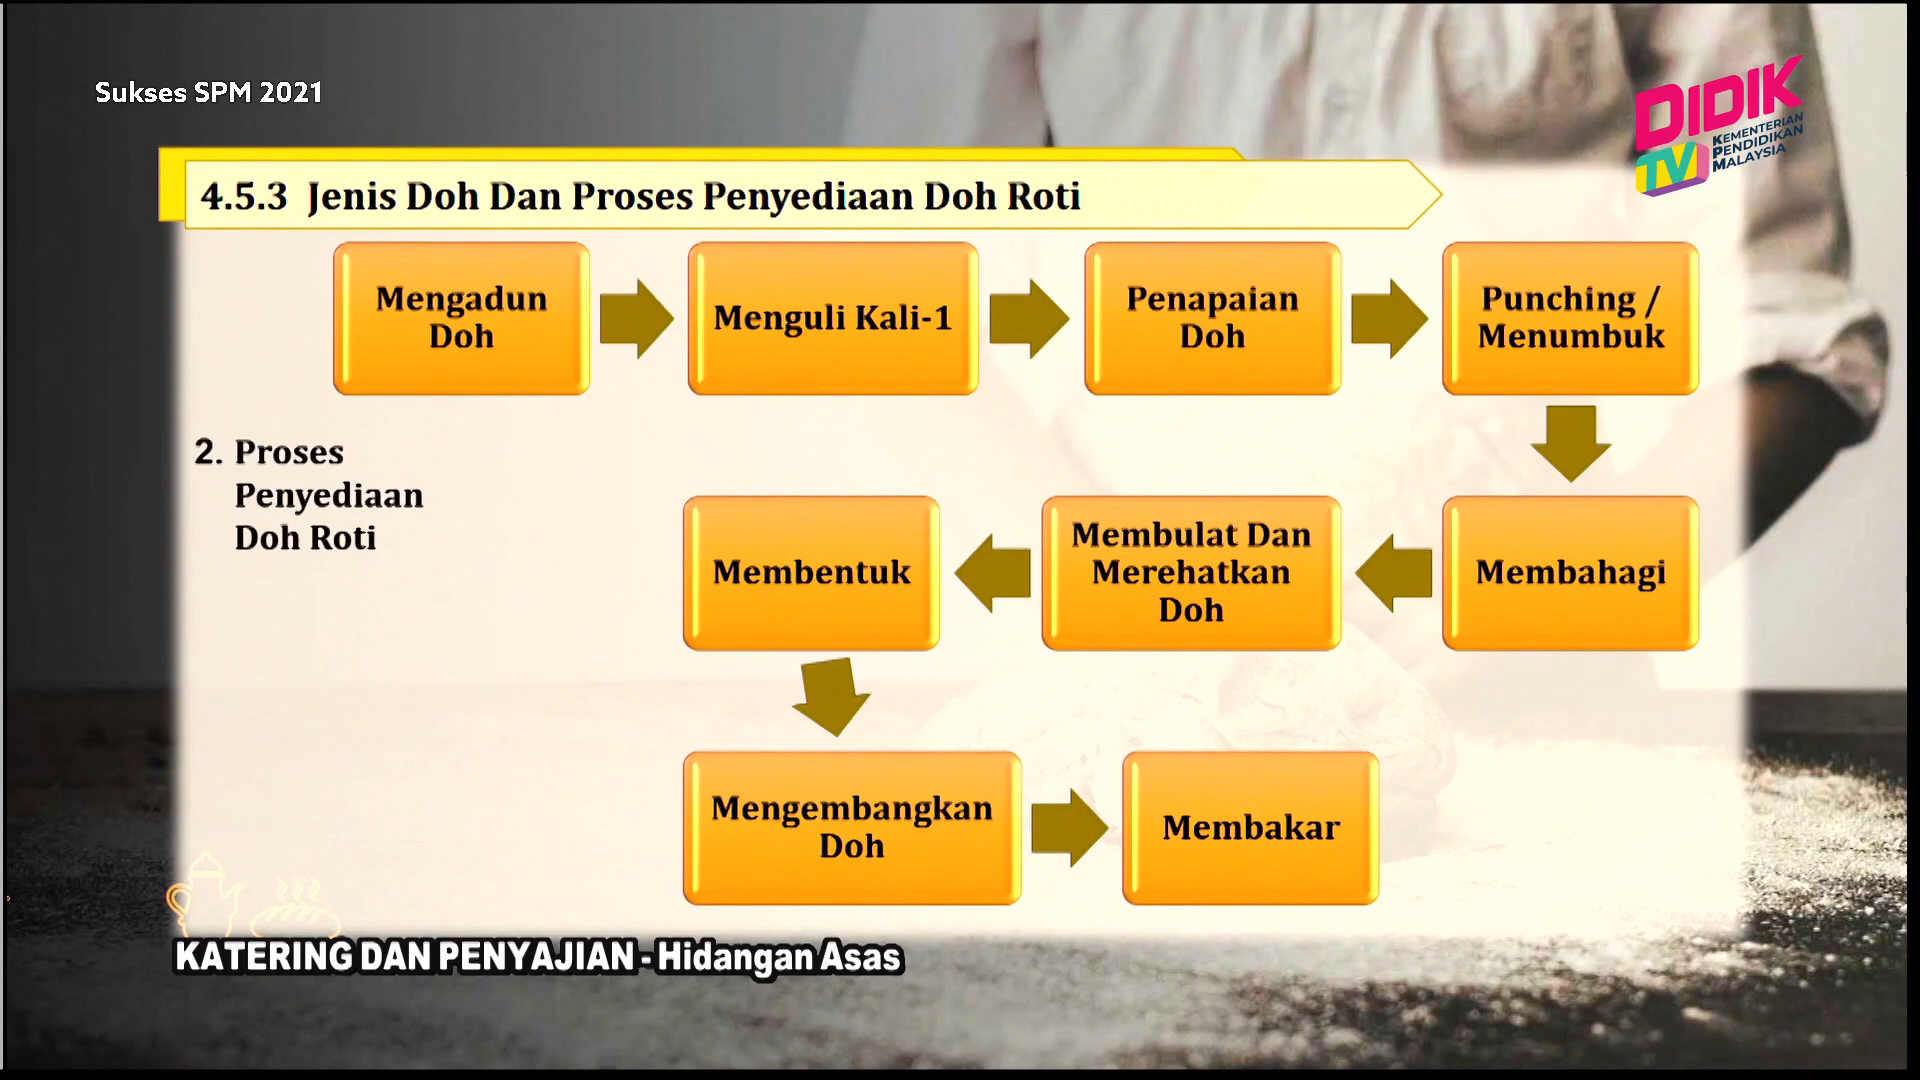 Sukses SPM 2021
DIDIK
TV
KEMENTERIAN
PENDIDIKAN
MALAYSIA
4.5.3 Jenis Doh Dan Proses Penyediaan Doh Roti
Mengadun
Doh
Menguli Kali-1
Penapaian
Doh
Punching /
Menumbuk
2. Proses
Penyediaan
Doh Roti
Membentuk
Membulat Dan
Merehatkan
Doh
Membahagi
Mengembangkan
Doh
Membakar
KATERING DAN PENYAJIAN - Hidangan Asas